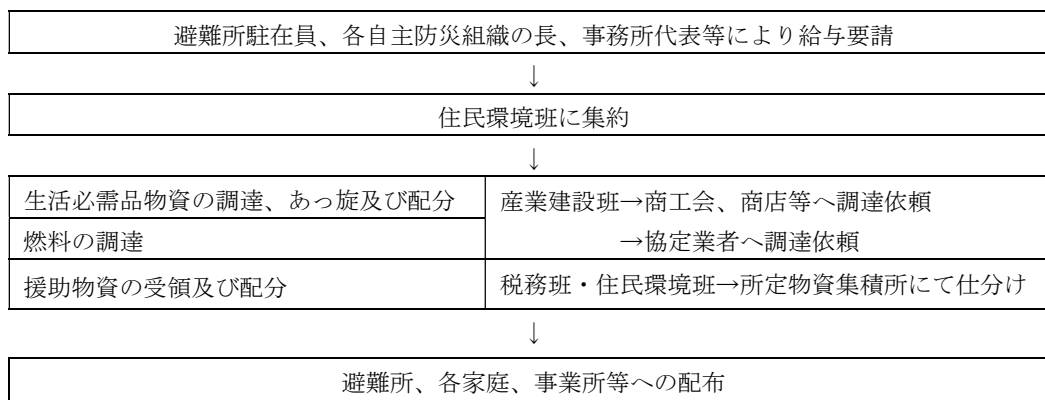 避難所駐在員、各自主防災組織の長、事務所代表等により給与要請
↓
住民環境班に集約
↓
生活必需品物資の調達、あっ旋及び配分
燃料の調達
産業建設班→商工会、商店等へ調達依頼
→協定業者へ調達依頼
援助物資の受領及び配分
税務班・住民環境班→所定物資集積所にて仕分け
↓
避難所、各家庭、事業所等への配布